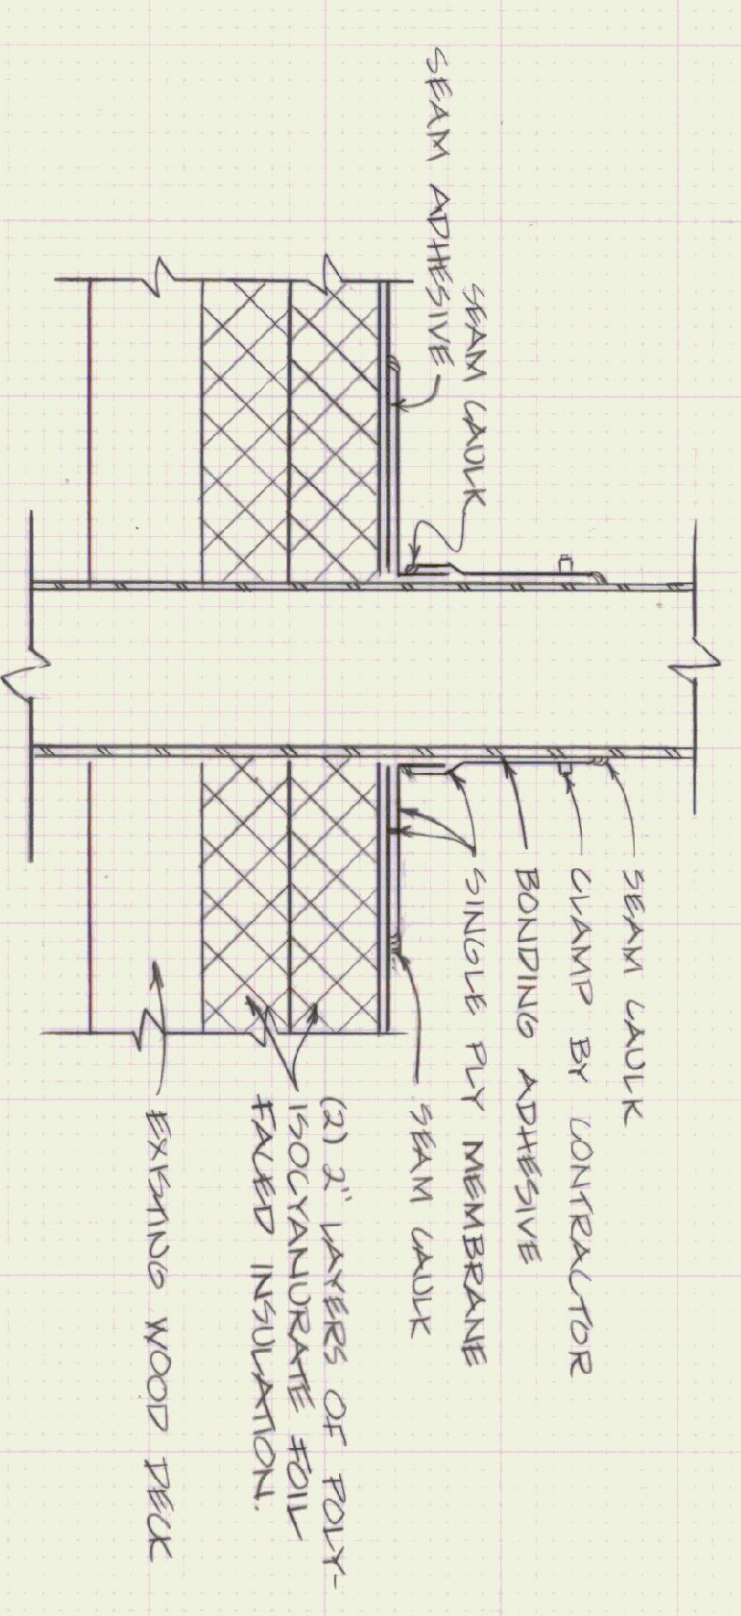 SEAM CAULK
CLAMP BY CONTRACTOR
BONDING ADHESIVE
SINGLE PLY MEMBRANE
SEAM CAULK
SEAM CAULK
SEAM ADHESIVE
(2) 2" LAYERS OF POLY-
ISOCYANURATE FOIL
FACED INSULATION.
EXISTING WOOD DECK